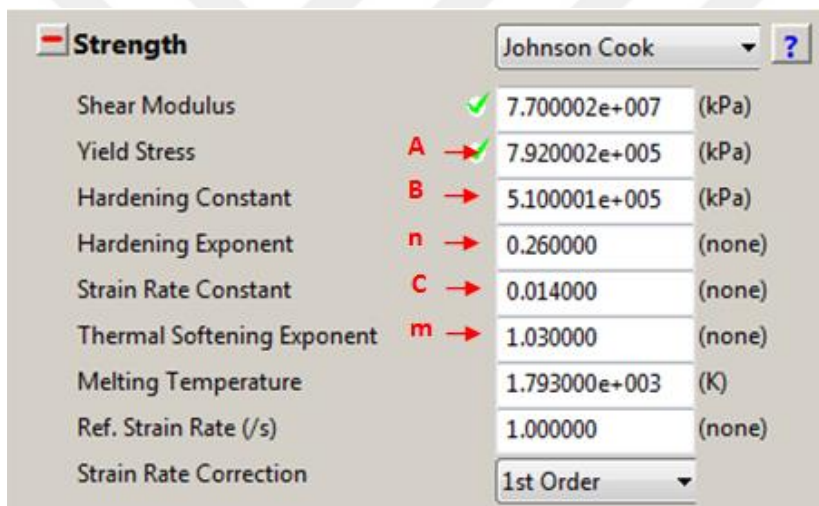 Strength Johnson Cook ?
Shear Modulus 7.700002e+007 (kPa)
Yield Stress A 7.920002e+005 (kPa)
Hardening Constant B 5.100001e+005 (kPa)
Hardening Exponent n 0.260000 (none)
Strain Rate Constant C 0.014000 (none)
Thermal Softening Exponent m 1.030000 (none)
Melting Temperature 1.793000e+003 (K)
Ref. Strain Rate (/s) 1.000000 (none)
Strain Rate Correction 1st Order